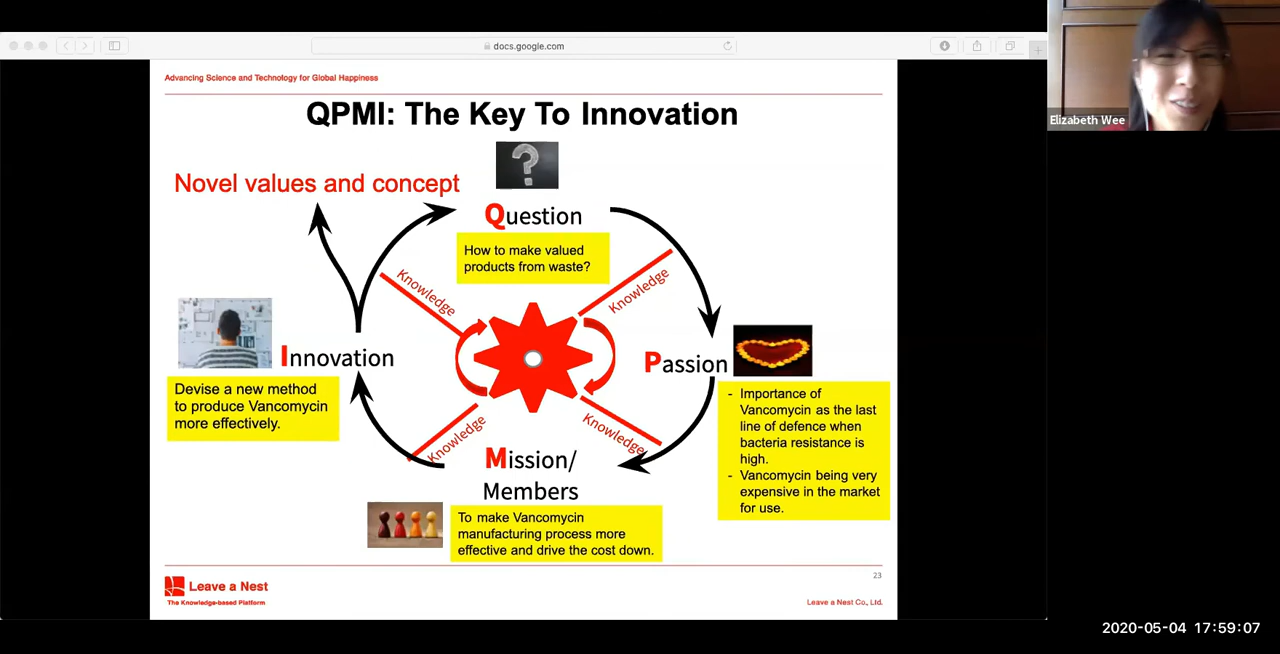 docs.google.com
Elizabeth Wee
Advancing Science and Technology for Global Happiness
QPMI: The Key To Innovation
Novel values and concept
?
Question
How to make valued
products from waste?
Knowledge
Knowledge
Innovation
Devise a new method
to produce Vancomycin
more effectively.
Passion
- Importance of
Vancomycin as the last
line of defence when
bacteria resistance is
high.
- Vancomycin being very
expensive in the market
for use.
Knowledge
Knowledge
Mission/
Members
To make Vancomycin
manufacturing process more
effective and drive the cost down.
23
Leave a Nest
The Knowledge-based Platform
Leave a Nest Co., Ltd.
2020-05-04 17:59:07